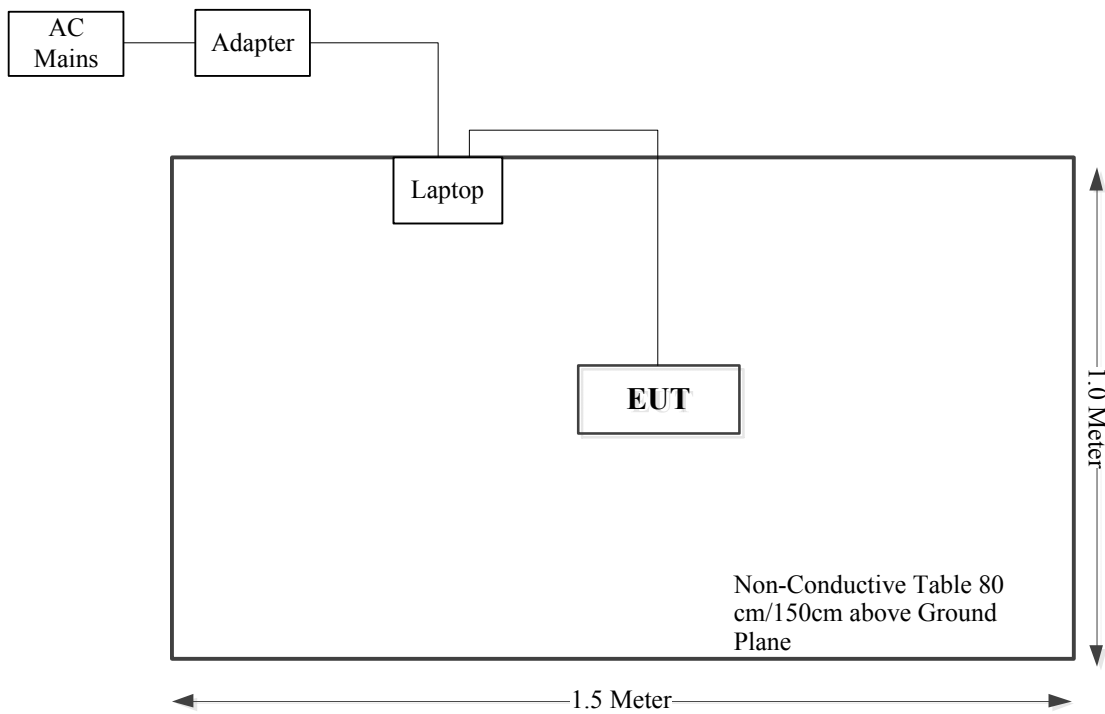 AC
Mains
Adapter
Laptop
EUT
1.0 Meter
Non-Conductive Table 80
cm/150cm above Ground
Plane
1.5 Meter